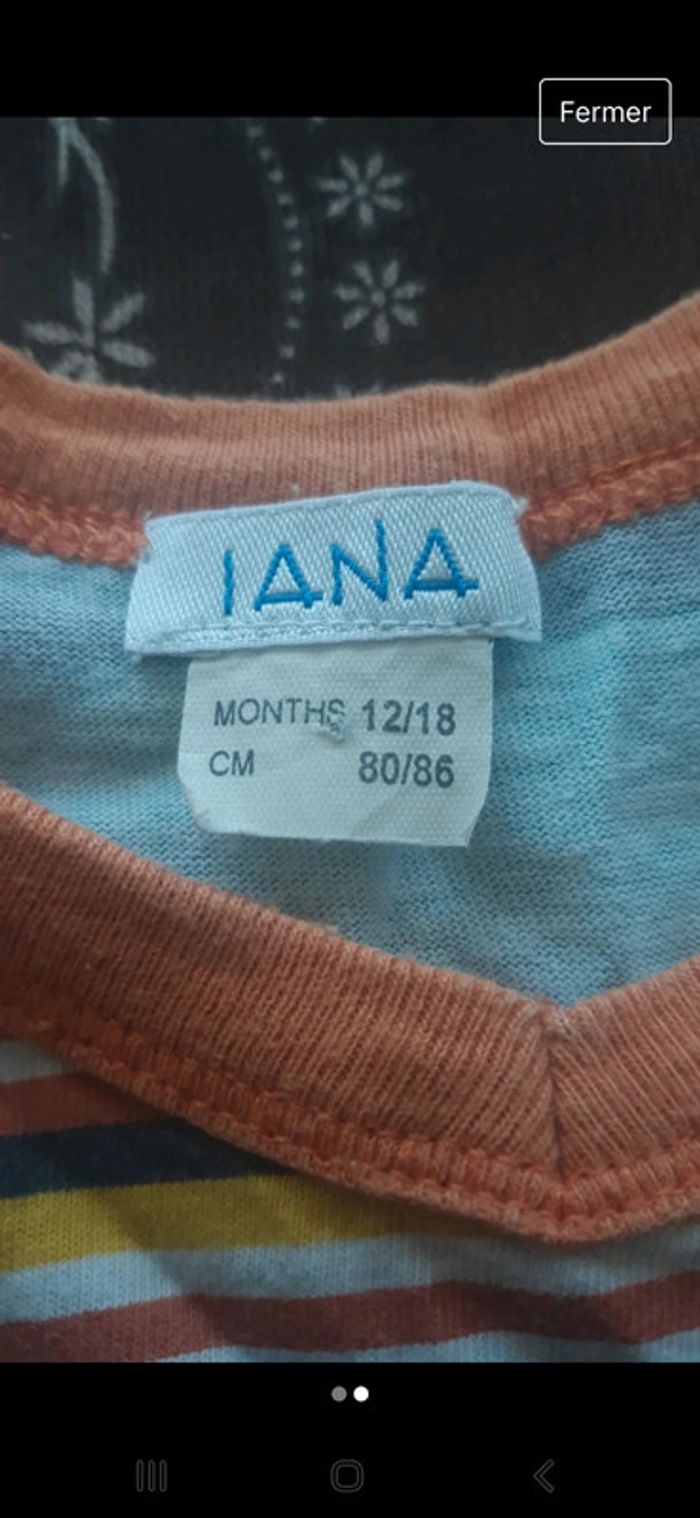 Fermer
IANA
MONTHS 12/18
CM 80/86